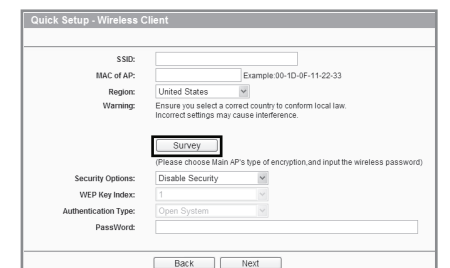 Quick Setup - Wireless Client
SSID:
MAC of AP: Example:00-1D-0F-11-22-33
Region: United States
Warning: Ensure you select a correct country to conform local law.
Incorrect settings may cause interference.
Survey
(Please choose Main AP's type of encryption,and input the wireless password)
Security Options: Disable Security
WEP Key Index: 1
Authentication Type: Open System
PassWord:
Back Next